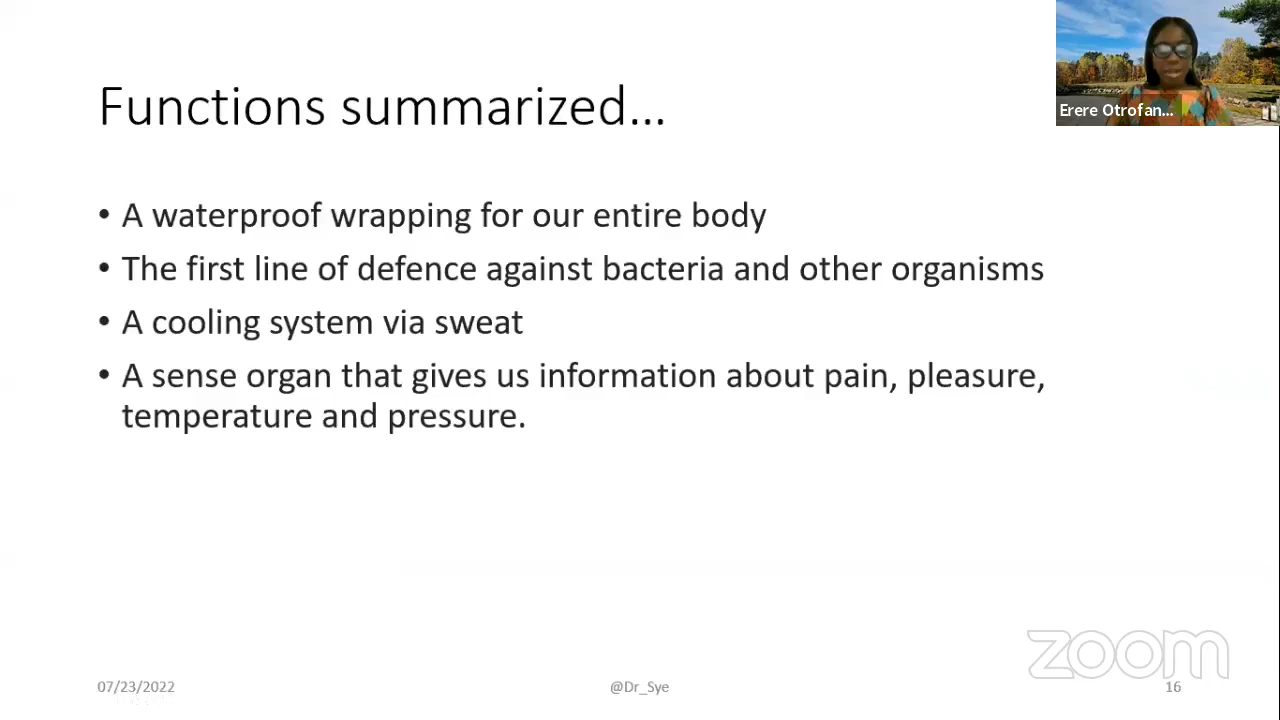 Functions summarized...
• A waterproof wrapping for our entire body
• The first line of defence against bacteria and other organisms
• A cooling system via sweat
• A sense organ that gives us information about pain, pleasure,
temperature and pressure.
Erere Otrofan...
zoom
07/23/2022
@Dr_Sye
16